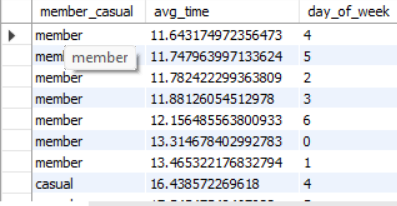 member_casual avg_time day_of_week
member 11.643174972356473 4
member 11.747963997133624 5
member 11.782422299363809 2
member 11.88126054512978 3
member 12.156485563800933 6
member 13.314678402992783 0
member 13.465322176832794 1
casual 16.438572269618 4